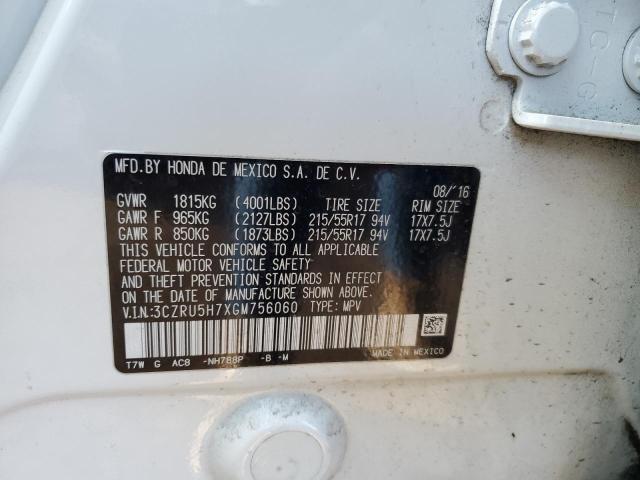 TC-G
MFD.BY HONDA DE MEXICO S.A. DE C.V.
08/'16
GVWR 1815KG (4001LBS) TIRE SIZE RIM SIZE
GAWR F 965KG (2127LBS) 215/55R17 94V 17X7.5J
GAWR R 850KG (1873LBS) 215/55R17 94V 17X7.5J
THIS VEHICLE CONFORMS TO ALL APPLICABLE
FEDERAL MOTOR VEHICLE SAFETY
AND THEFT PREVENTION STANDARDS IN EFFECT
ON THE DATE OF MANUFACTURE SHOWN ABOVE.
V.I.N:3CZRU5H7XGM756060 TYPE: MPV
T7W G AC8 -NH788P -B -M
MADE IN MEXICO